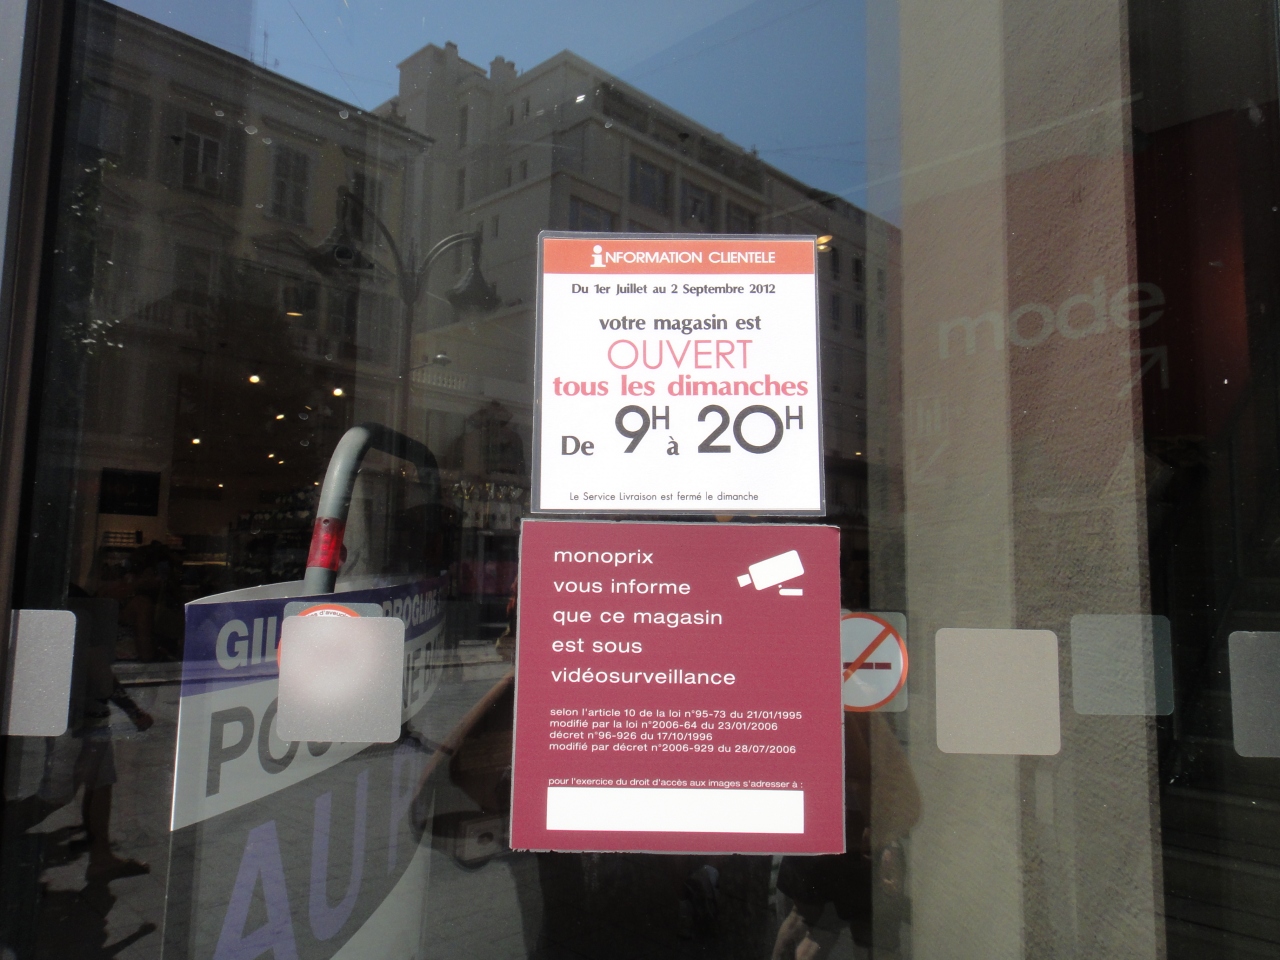 iNFORMATION CLIENTELE
Du 1er Juillet au 2 Septembre 2012
votre magasin est
OUVERT
tous les dimanches
De 9H à 20H
Le Service Livraison est fermé le dimanche
monoprix
vous informe
que ce magasin
est sous
vidéosurveillance
selon l'article 10 de la loi n°95-73 du 21/01/1995
modifié par la loi n°2006-64 du 23/01/2006
décret n°96-926 du 17/10/1996
modifié par décret n°2006-929 du 28/07/2006
pour l'exercice du droit d'accès aux images s'adresser à :
mode